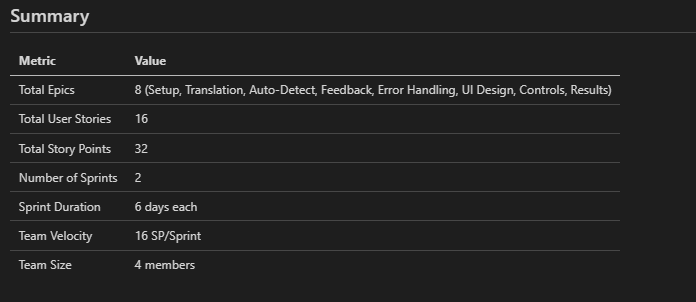 Summary
Metric Value
Total Epics 8 (Setup, Translation, Auto-Detect, Feedback, Error Handling, UI Design, Controls, Results)
Total User Stories 16
Total Story Points 32
Number of Sprints 2
Sprint Duration 6 days each
Team Velocity 16 SP/Sprint
Team Size 4 members